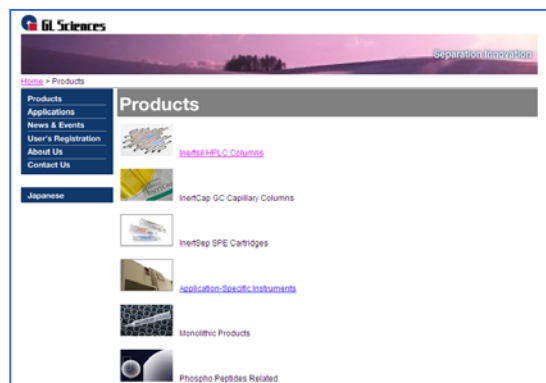 GL Sciences
Separation Innovation
Home > Products
Products
Applications
News & Events
User's Registration
About Us
Contact Us
Japanese
Products
Inertsil HPLC Columns
InertCap GC Capillary Columns
InertSep SPE Cartridges
Application-Specific Instruments
Monolithic Products
Phospho Peptides Related